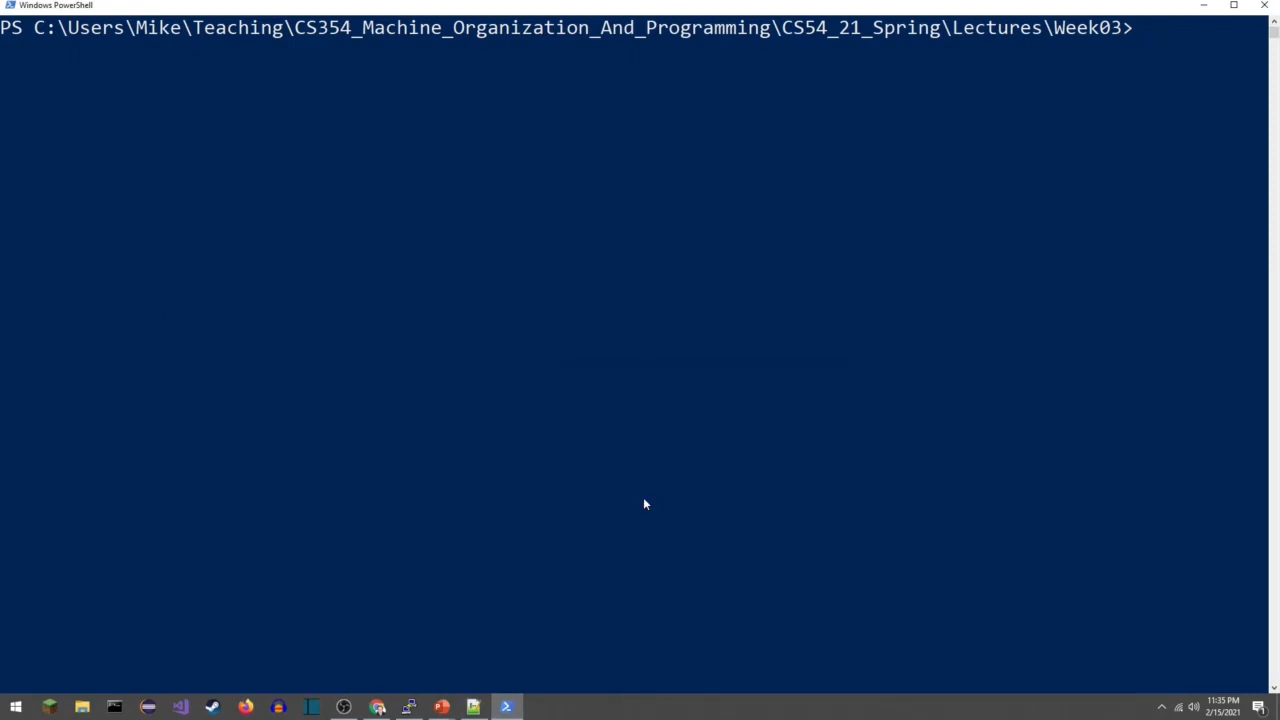 Windows PowerShell
PS C:\Users\Mike\Teaching\CS354_Machine_Organization_And_Programming\CS54_21_Spring\Lectures\Week03>
11:35 PM
2/15/2021